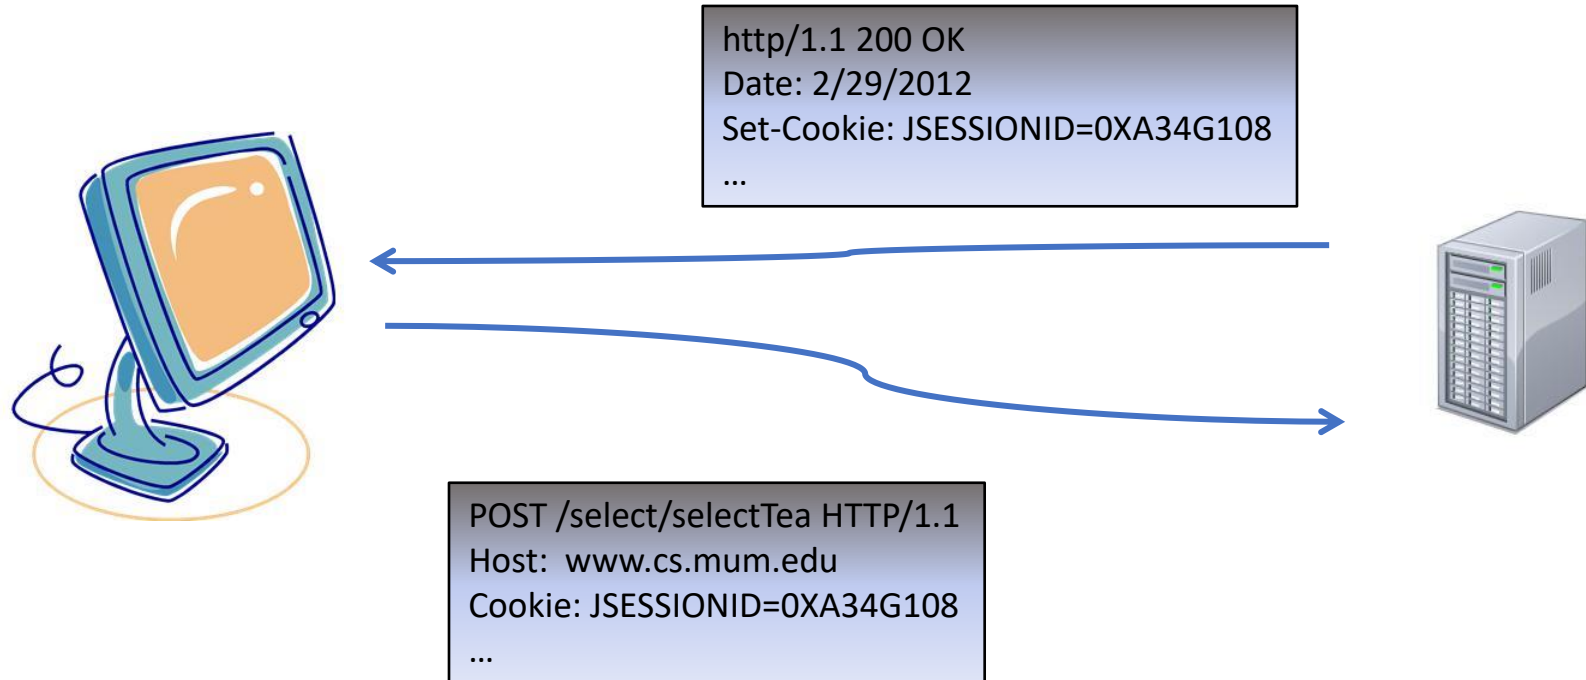 http/1.1 200 OK
Date: 2/29/2012
Set-Cookie: JSESSIONID=0XA34G108
…
POST /select/selectTea HTTP/1.1
Host:  www.cs.mum.edu
Cookie: JSESSIONID=0XA34G108
…